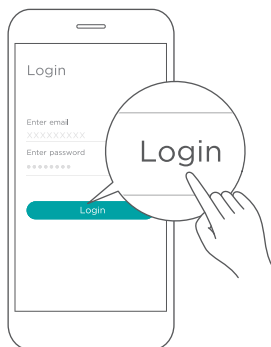 Login
Enter email
XXXXXXXXX
Enter password
********
Login
Login